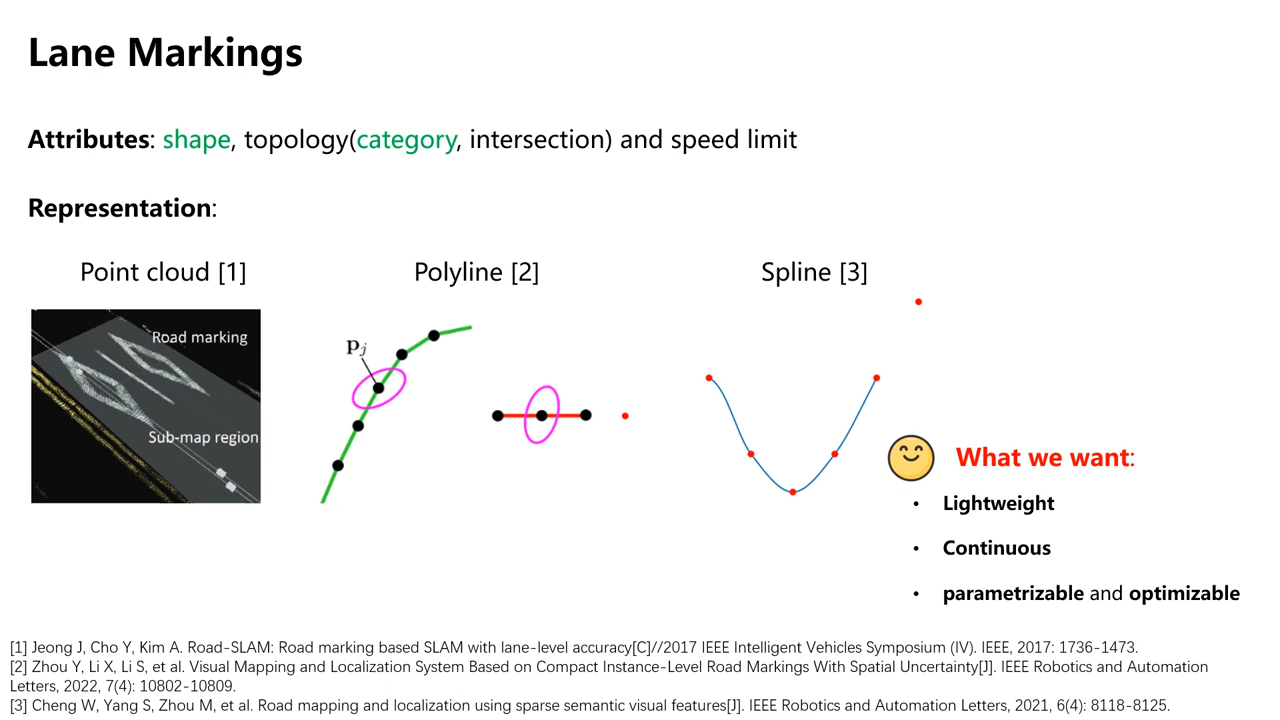 Lane Markings
Attributes: shape, topology(category, intersection) and speed limit
Representation:
Point cloud [1]
Polyline [2]
Spline [3]
Road marking
Sub-map region
pj
What we want:
• Lightweight
• Continuous
• parametrizable and optimizable
[1] Jeong J, Cho Y, Kim A. Road-SLAM: Road marking based SLAM with lane-level accuracy[C]//2017 IEEE Intelligent Vehicles Symposium (IV). IEEE, 2017: 1736-1473.
[2] Zhou Y, Li X, Li S, et al. Visual Mapping and Localization System Based on Compact Instance-Level Road Markings With Spatial Uncertainty[J]. IEEE Robotics and Automation
Letters, 2022, 7(4): 10802-10809.
[3] Cheng W, Yang S, Zhou M, et al. Road mapping and localization using sparse semantic visual features[J]. IEEE Robotics and Automation Letters, 2021, 6(4): 8118-8125.